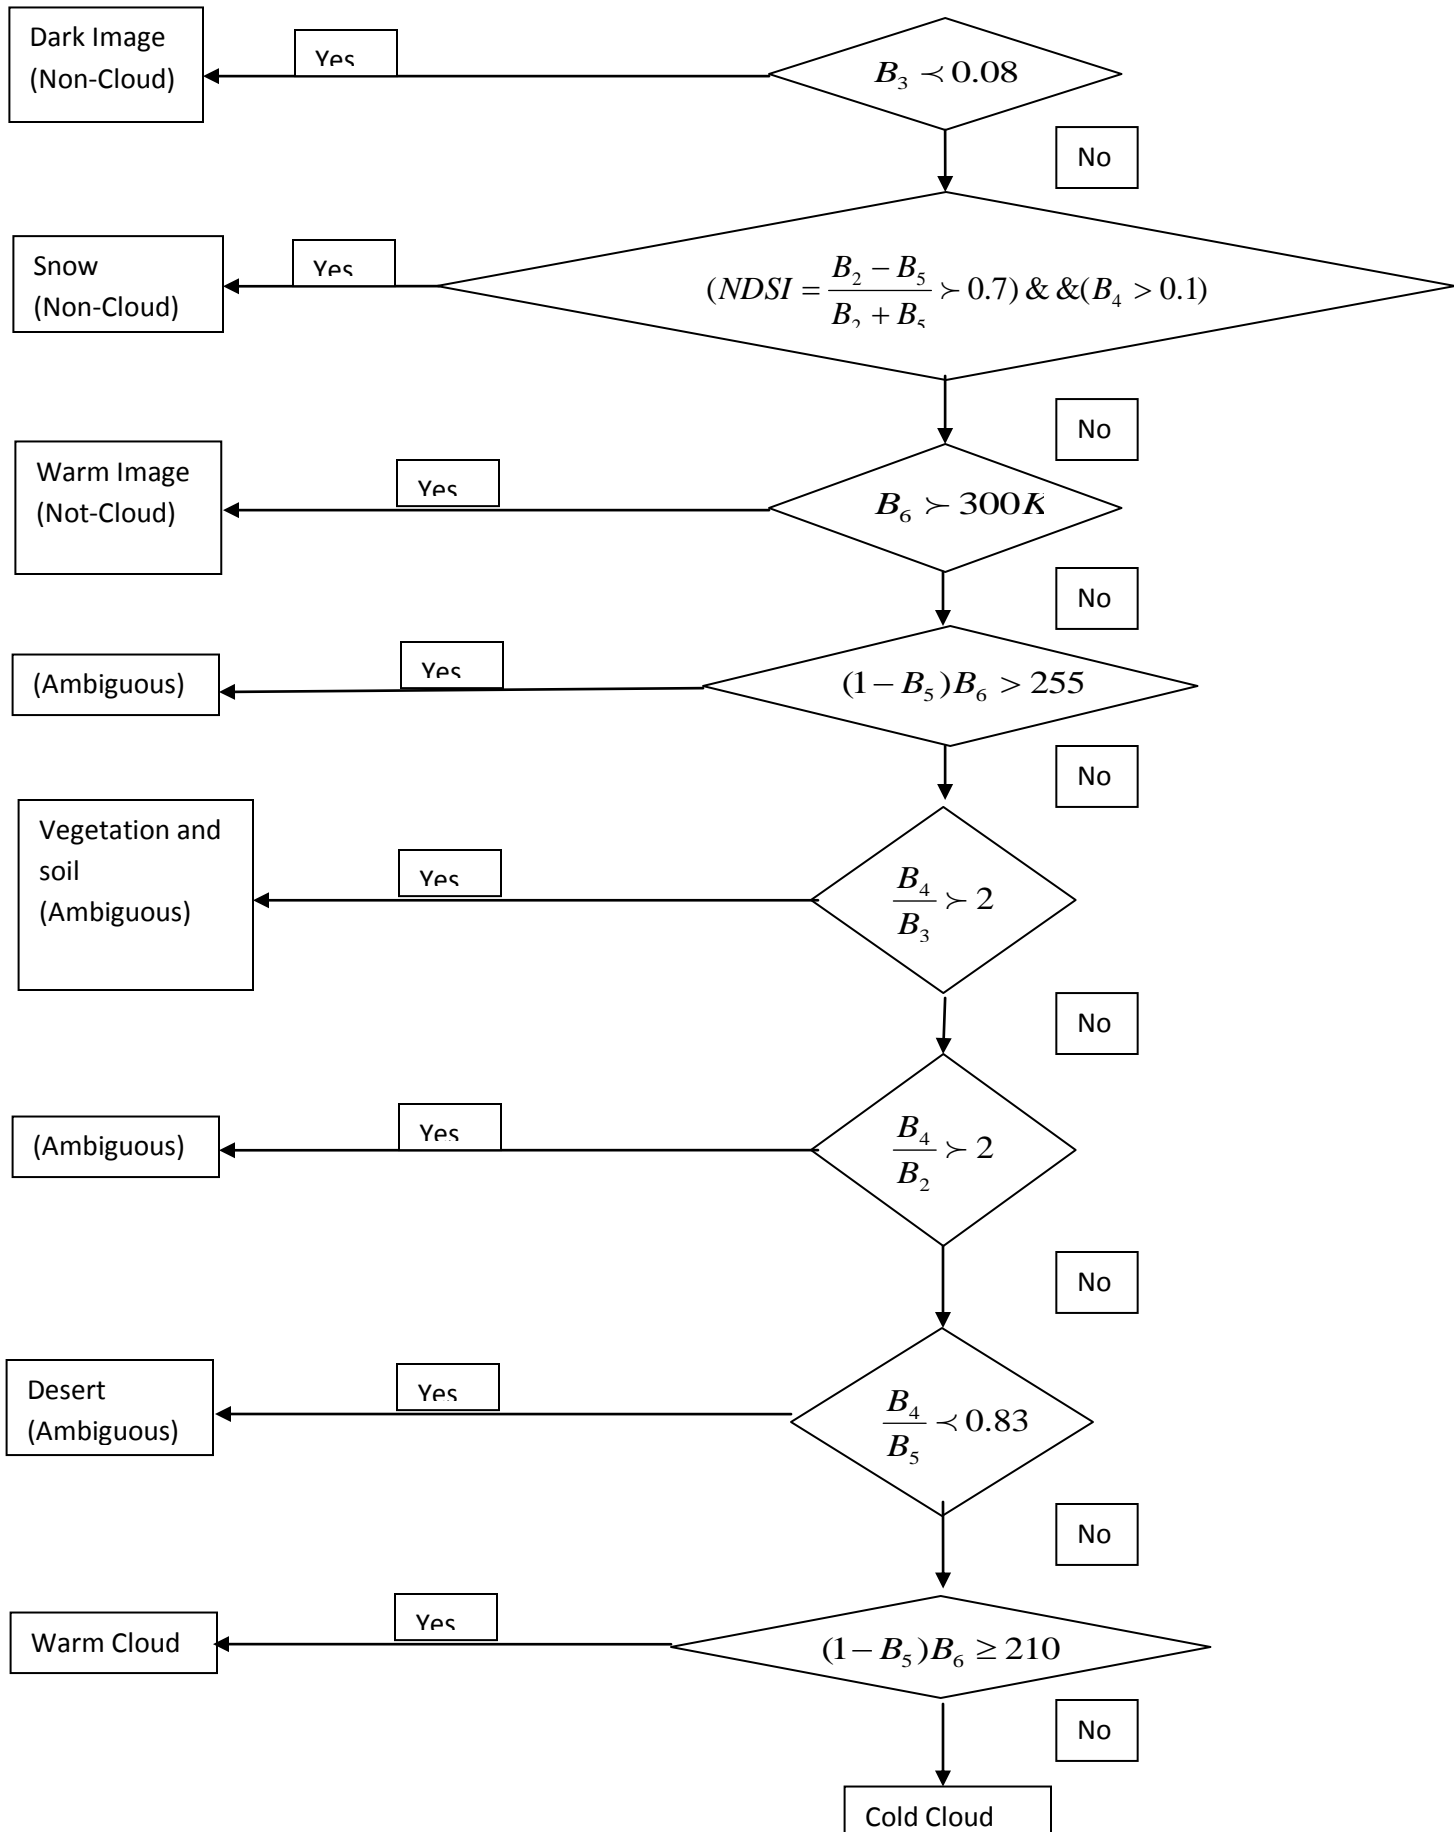 Dark Image
(Non-Cloud)
Yes
B₃ ≺ 0.08
No
Snow
(Non-Cloud)
Yes
(NDSI = (B₂ − B₅)/(B₂ + B₅) ≻ 0.7) & &(B₄ > 0.1)
No
Warm Image
(Not-Cloud)
Yes
B₆ ≻ 300K
No
(Ambiguous)
Yes
(1 − B₅)B₆ > 255
No
Vegetation and
soil
(Ambiguous)
Yes
B₄/B₃ ≻ 2
No
(Ambiguous)
Yes
B₄/B₂ ≻ 2
No
Desert
(Ambiguous)
Yes
B₄/B₅ ≺ 0.83
No
Warm Cloud
Yes
(1 − B₅)B₆ ≥ 210
No
Cold Cloud